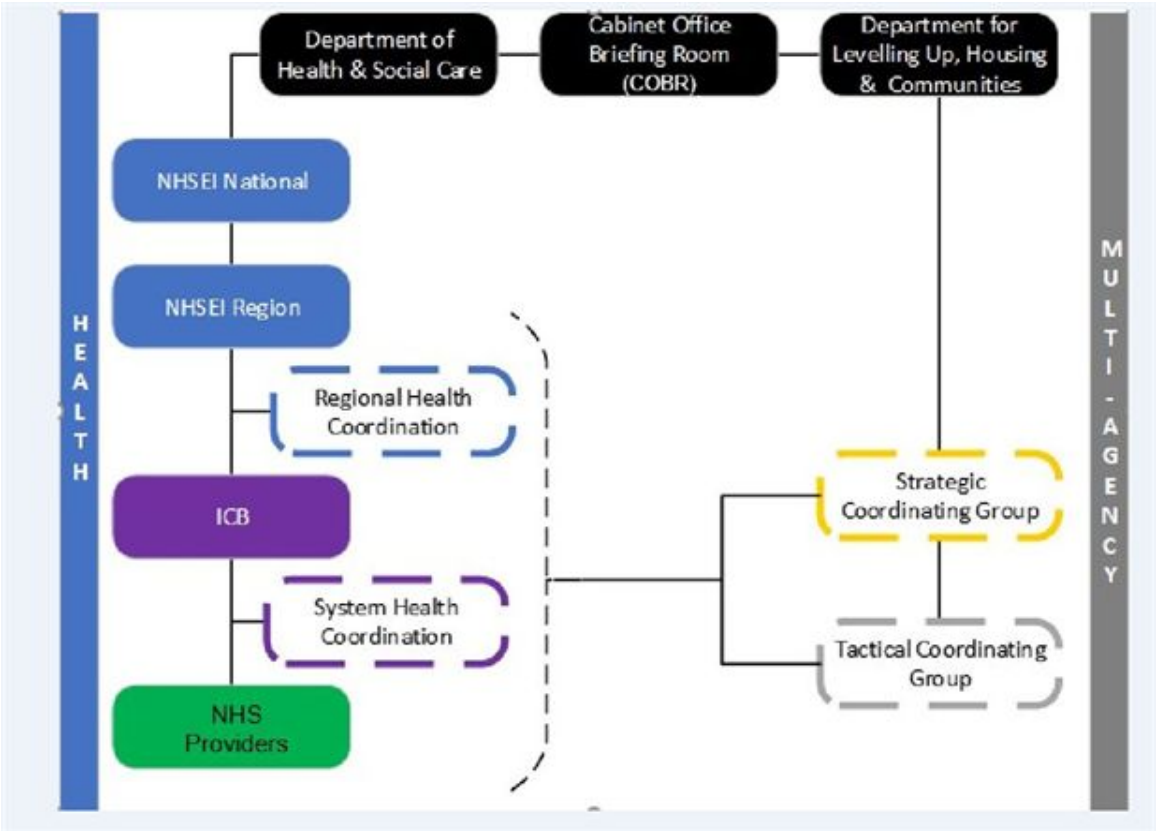 Department of
Health & Social Care
Cabinet Office
Briefing Room
(COBR)
Department for
Levelling Up, Housing
& Communities
NHSEI National
NHSEI Region
Regional Health
Coordination
ICB
System Health
Coordination
NHS
Providers
Strategic
Coordinating Group
Tactical Coordinating
Group
HEALTH
MULTI-AGENCY